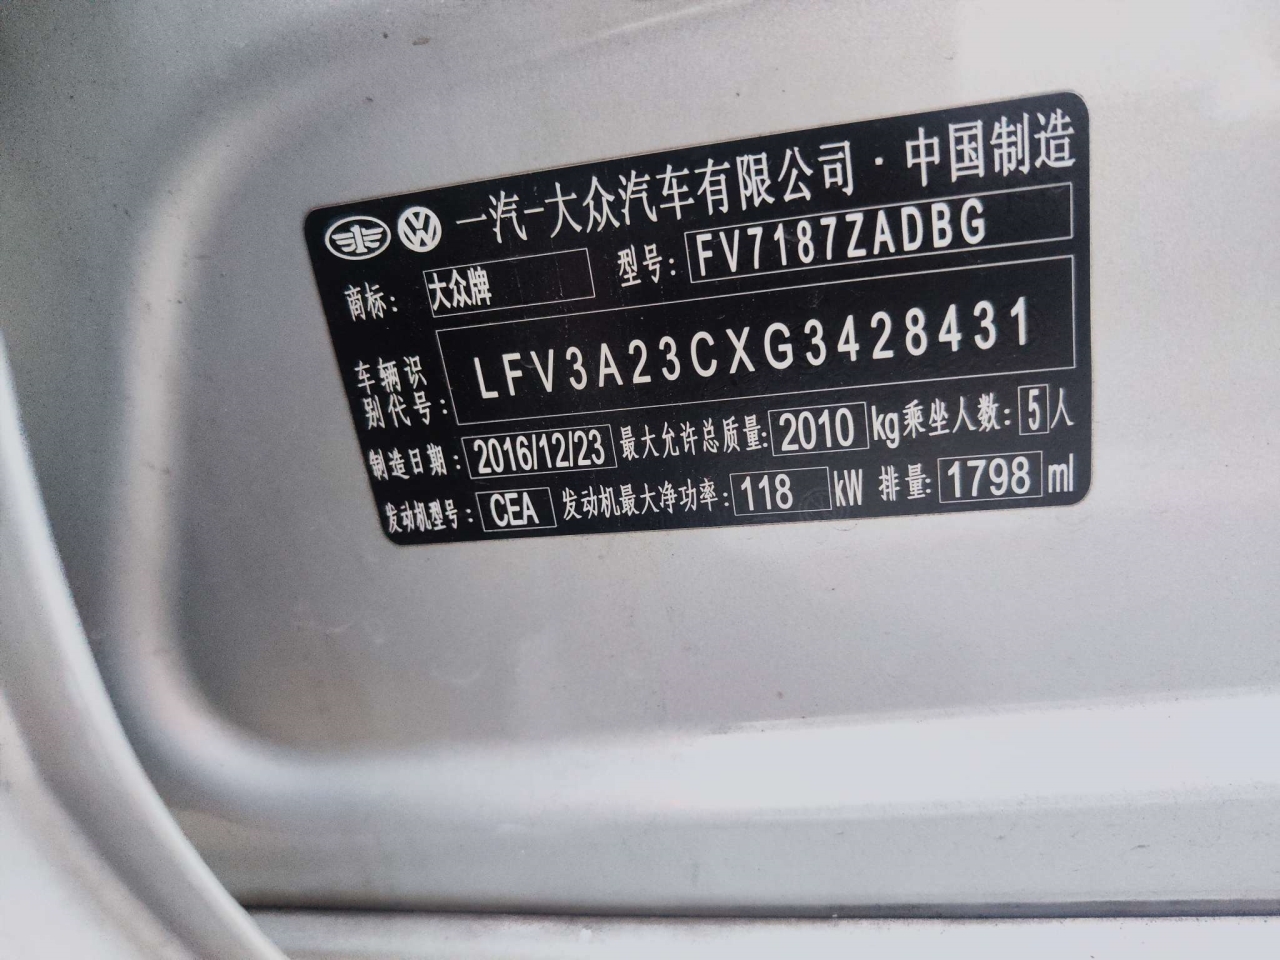 一汽-大众汽车有限公司·中国制造
商标: 大众牌 型号: FV7187ZADBG
车辆识别代号: LFV3A23CXG3428431
制造日期: 2016/12/23 最大允许总质量: 2010 kg 乘坐人数: 5 人
发动机型号: CEA 发动机最大净功率: 118 kW 排量: 1798 ml